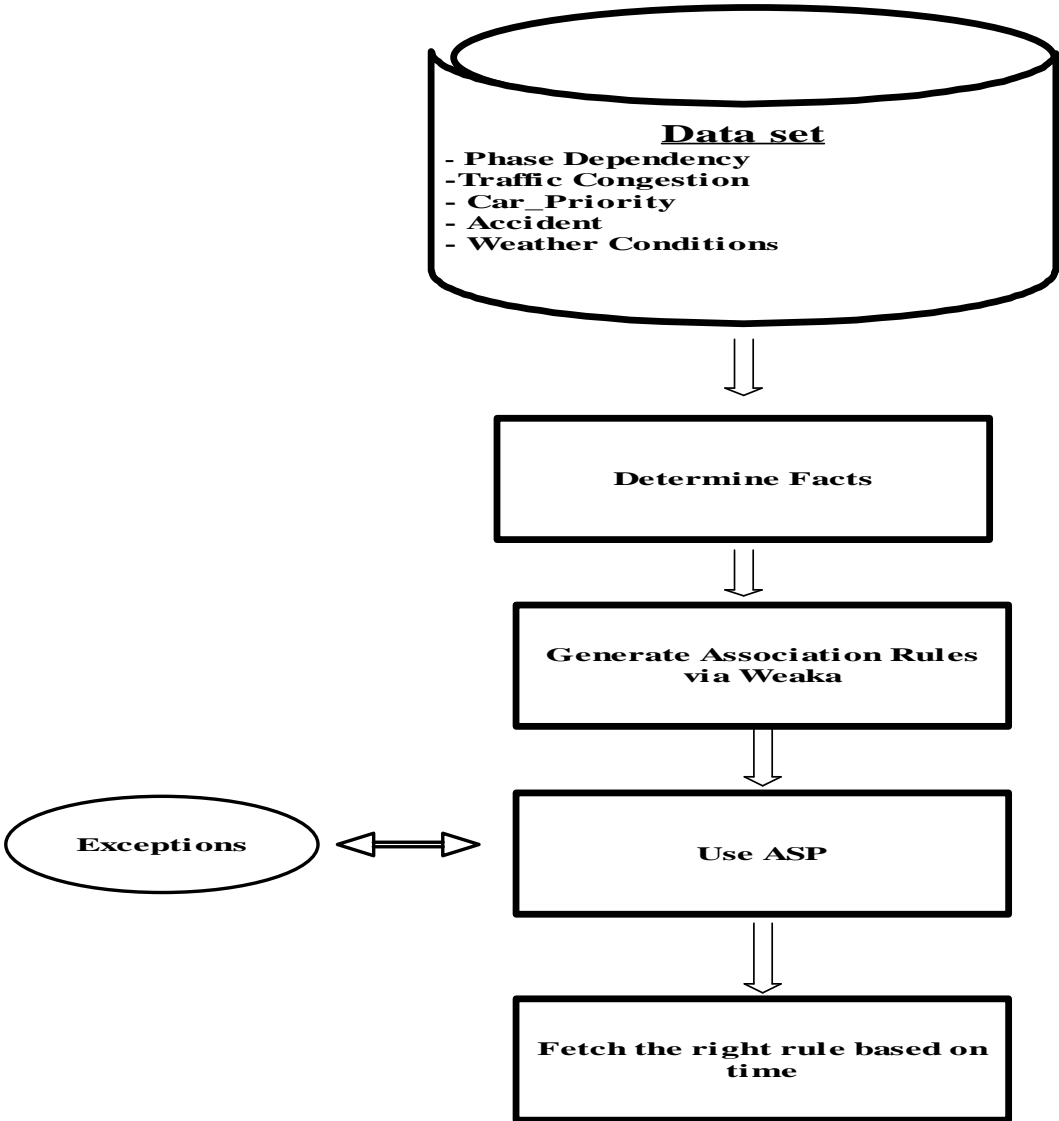 Data set
- Phase Dependency
-Traffic Congestion
- Car_Priority
- Accident
- Weather Conditions
Determine Facts
Generate Association Rules
via Weaka
Exceptions
Use ASP
Fetch the right rule based on
time